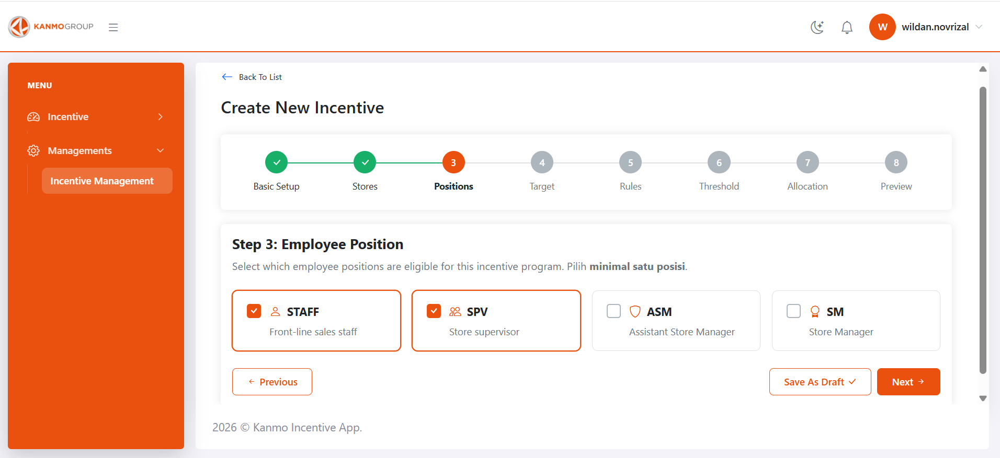 KANMOGROUP
W
wildan.novrizal
MENU
Incentive
Managements
Incentive Management
Back To List
Create New Incentive
3
4
5
6
7
8
Basic Setup
Stores
Positions
Target
Rules
Threshold
Allocation
Preview
Step 3: Employee Position
Select which employee positions are eligible for this incentive program. Pilih minimal satu posisi.
STAFF
Front-line sales staff
SPV
Store supervisor
ASM
Assistant Store Manager
SM
Store Manager
Previous
Save As Draft
Next
2026 © Kanmo Incentive App.